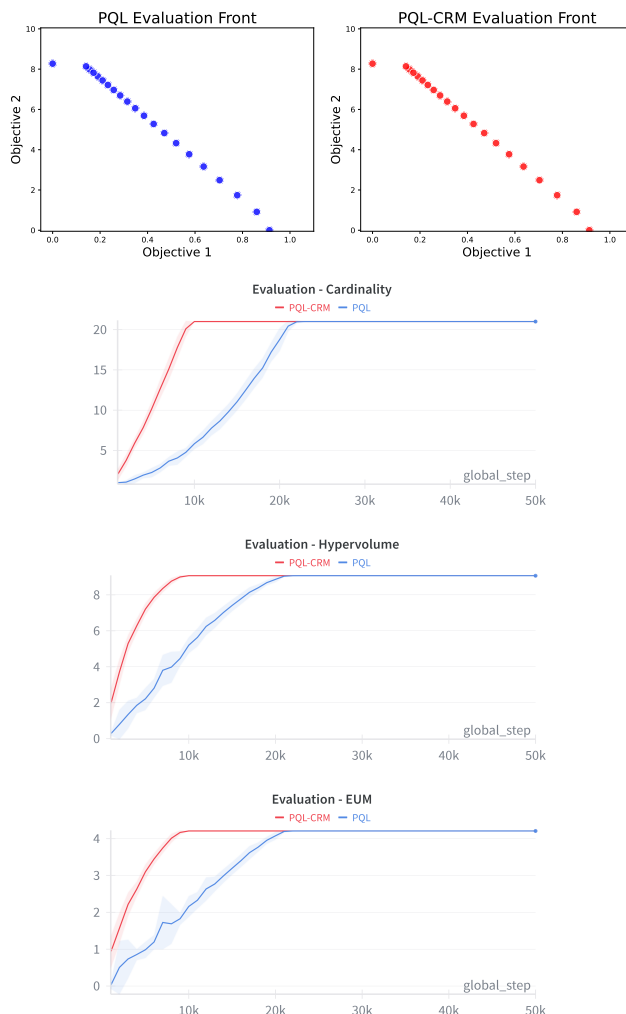 PQL Evaluation Front
10
8
6
4
2
0
Objective 2
0.0 0.2 0.4 0.6 0.8 1.0
Objective 1
PQL-CRM Evaluation Front
10
8
6
4
2
0
Objective 2
0.0 0.2 0.4 0.6 0.8 1.0
Objective 1
Evaluation - Cardinality
PQL-CRM PQL
20
15
10
5
global_step
10k 20k 30k 40k 50k
Evaluation - Hypervolume
PQL-CRM PQL
8
6
4
2
0
global_step
10k 20k 30k 40k 50k
Evaluation - EUM
PQL-CRM PQL
4
3
2
1
0
global_step
10k 20k 30k 40k 50k